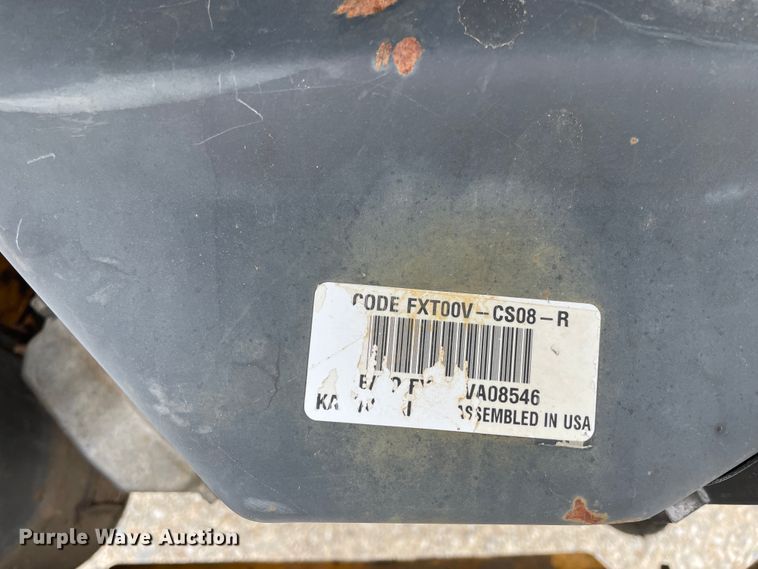 CODE FXT00V-CS08-R
VA08546
ASSEMBLED IN USA
Purple Wave Auction